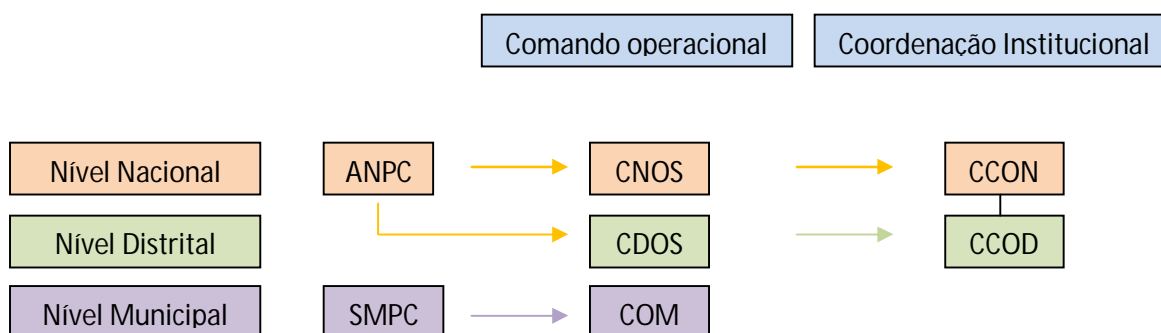 Comando operacional
Coordenação Institucional
Nível Nacional
ANPC
CNOS
CCON
Nível Distrital
CDOS
CCOD
Nível Municipal
SMPC
COM